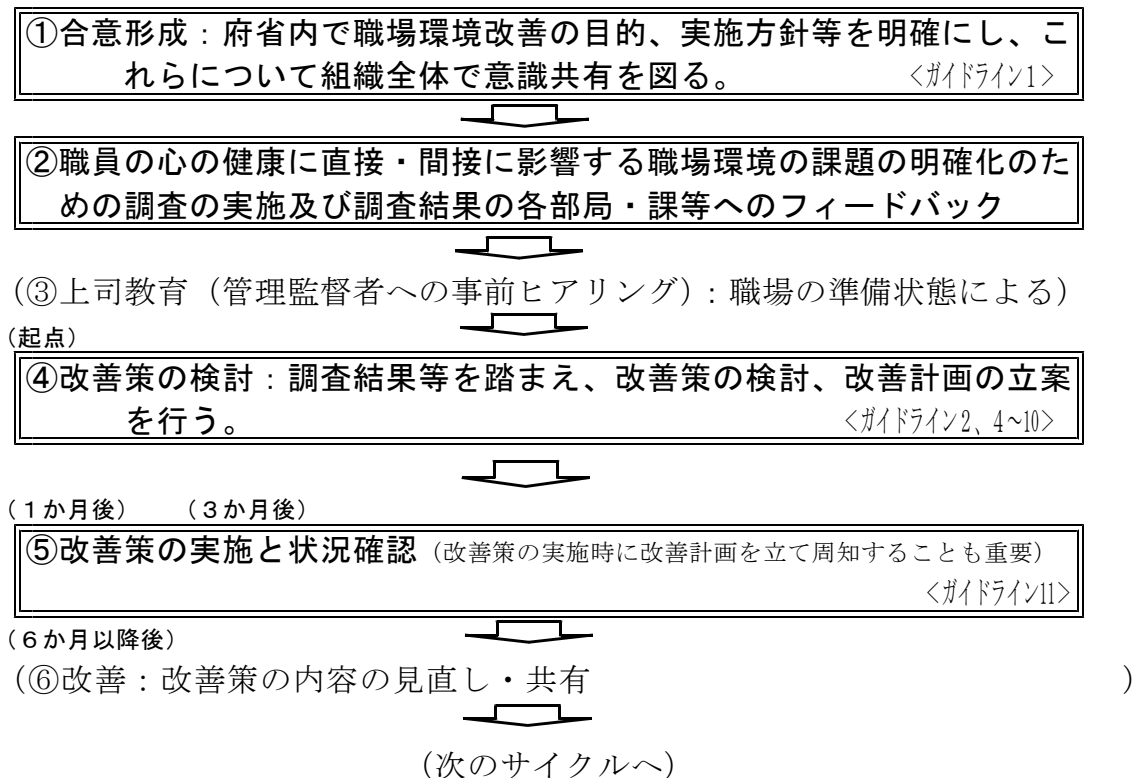 ①合意形成：府省内で職場環境改善の目的、実施方針等を明確にし、こ
れらについて組織全体で意識共有を図る。 <ガイドライン1>
②職員の心の健康に直接・間接に影響する職場環境の課題の明確化のた
めの調査の実施及び調査結果の各部局・課等へのフィードバック
（③上司教育（管理監督者への事前ヒアリング）：職場の準備状態による）
（起点）
④改善策の検討：調査結果等を踏まえ、改善策の検討、改善計画の立案
を行う。 <ガイドライン2、4~10>
（１か月後） （３か月後）
⑤改善策の実施と状況確認（改善策の実施時に改善計画を立て周知することも重要）
<ガイドライン11>
（６か月以降後）
（⑥改善：改善策の内容の見直し・共有 ）
（次のサイクルへ）